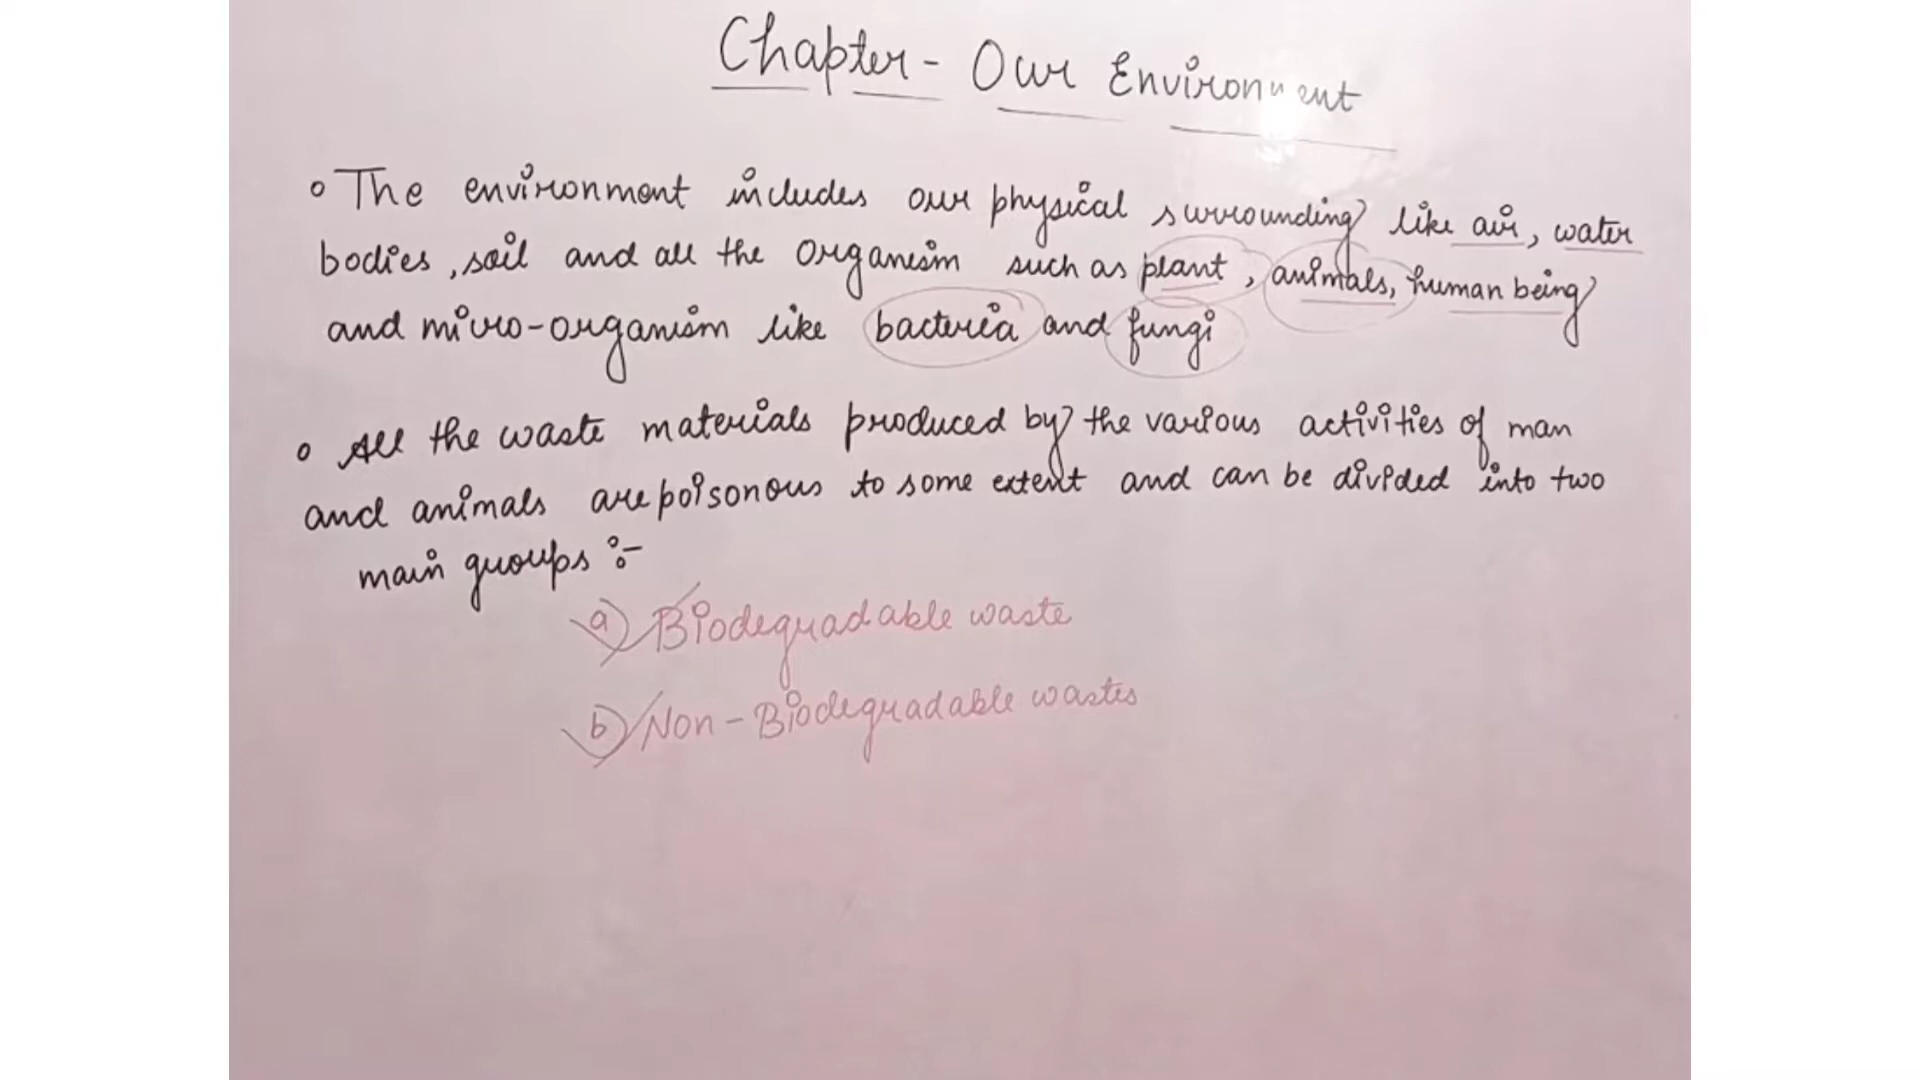 Chapter - Our Environment
The environment includes our physical surrounding like air, water
bodies, soil and all the organism such as plant, animals, human being
and micro-organism like bacteria and fungi
All the waste materials produced by the various activities of man
and animals are poisonous to some extent and can be divided into two
main groups :-
a) Biodegradable waste
b) Non-Biodegradable wastes